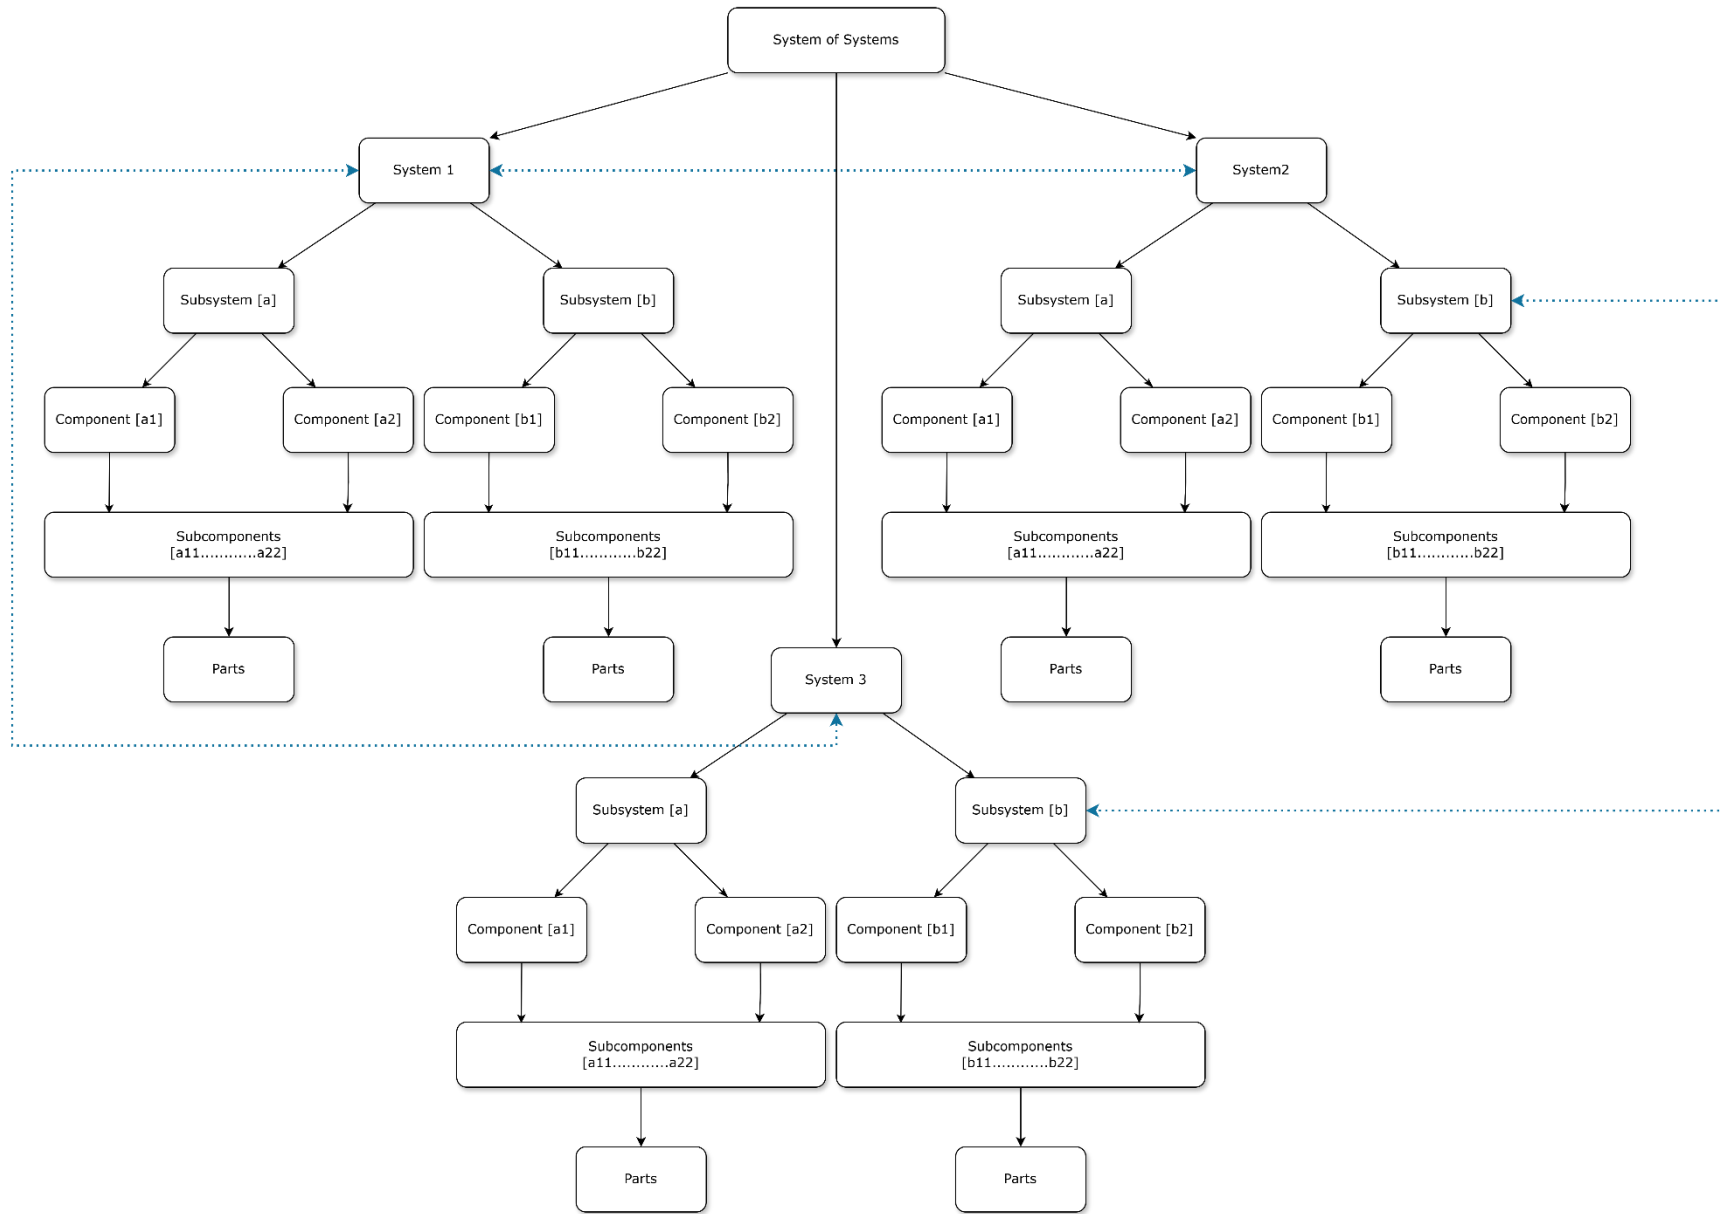 System of Systems
System 1
System2
Subsystem [a]
Subsystem [b]
Subsystem [a]
Subsystem [b]
Component [a1]
Component [a2]
Component [b1]
Component [b2]
Component [a1]
Component [a2]
Component [b1]
Component [b2]
Subcomponents
[a11............a22]
Subcomponents
[b11............b22]
Subcomponents
[a11............a22]
Subcomponents
[b11............b22]
Parts
Parts
Parts
Parts
System 3
Subsystem [a]
Subsystem [b]
Component [a1]
Component [a2]
Component [b1]
Component [b2]
Subcomponents
[a11............a22]
Subcomponents
[b11............b22]
Parts
Parts